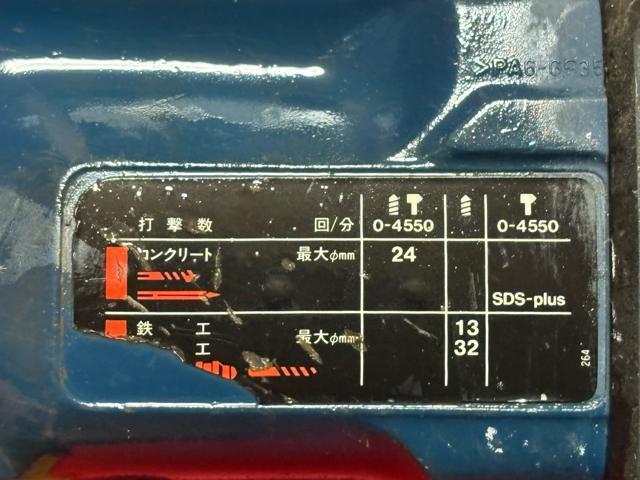 >PA6-GF35
打撃数 回/分 0-4550 0-4550
コンクリート 最大φmm 24
SDS-plus
鉄 工 最大φmm 13
工 32
264